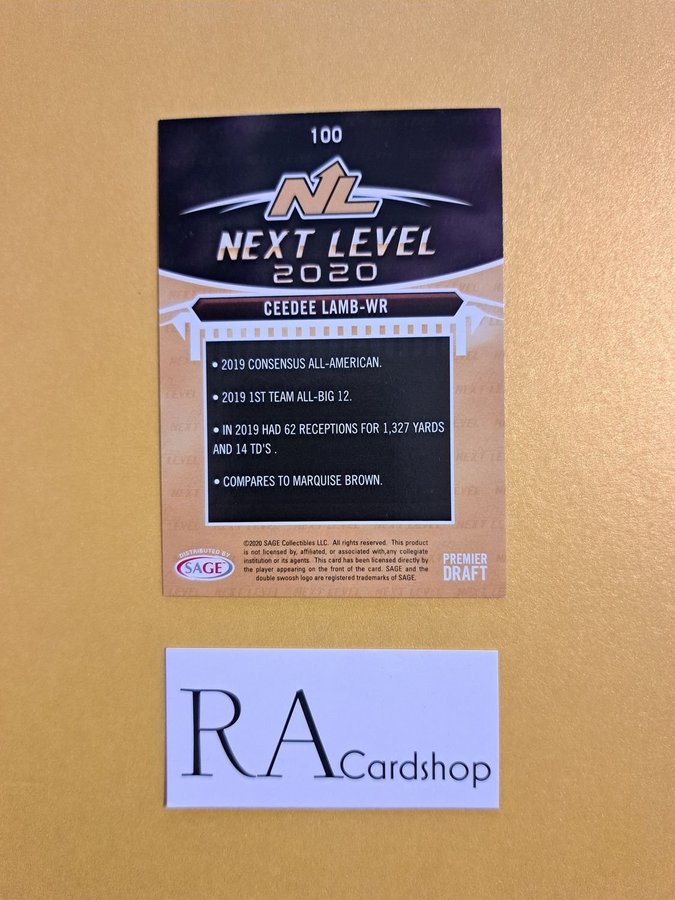 100
NL
NEXT LEVEL
2020
CEEDEE LAMB-WR
• 2019 CONSENSUS ALL-AMERICAN.
• 2019 1ST TEAM ALL-BIG 12.
• IN 2019 HAD 62 RECEPTIONS FOR 1,327 YARDS
AND 14 TD'S .
• COMPARES TO MARQUISE BROWN.
DISTRIBUTED BY
SAGE
©2020 SAGE Collectibles LLC. All rights reserved. This product
is not licensed by, affiliated, or associated with,any collegiate
institution or its agents. This card has been licensed directly by
the player appearing on the front of the card. SAGE and the
double swoosh logo are registered trademarks of SAGE.
PREMIER
DRAFT
RA Cardshop